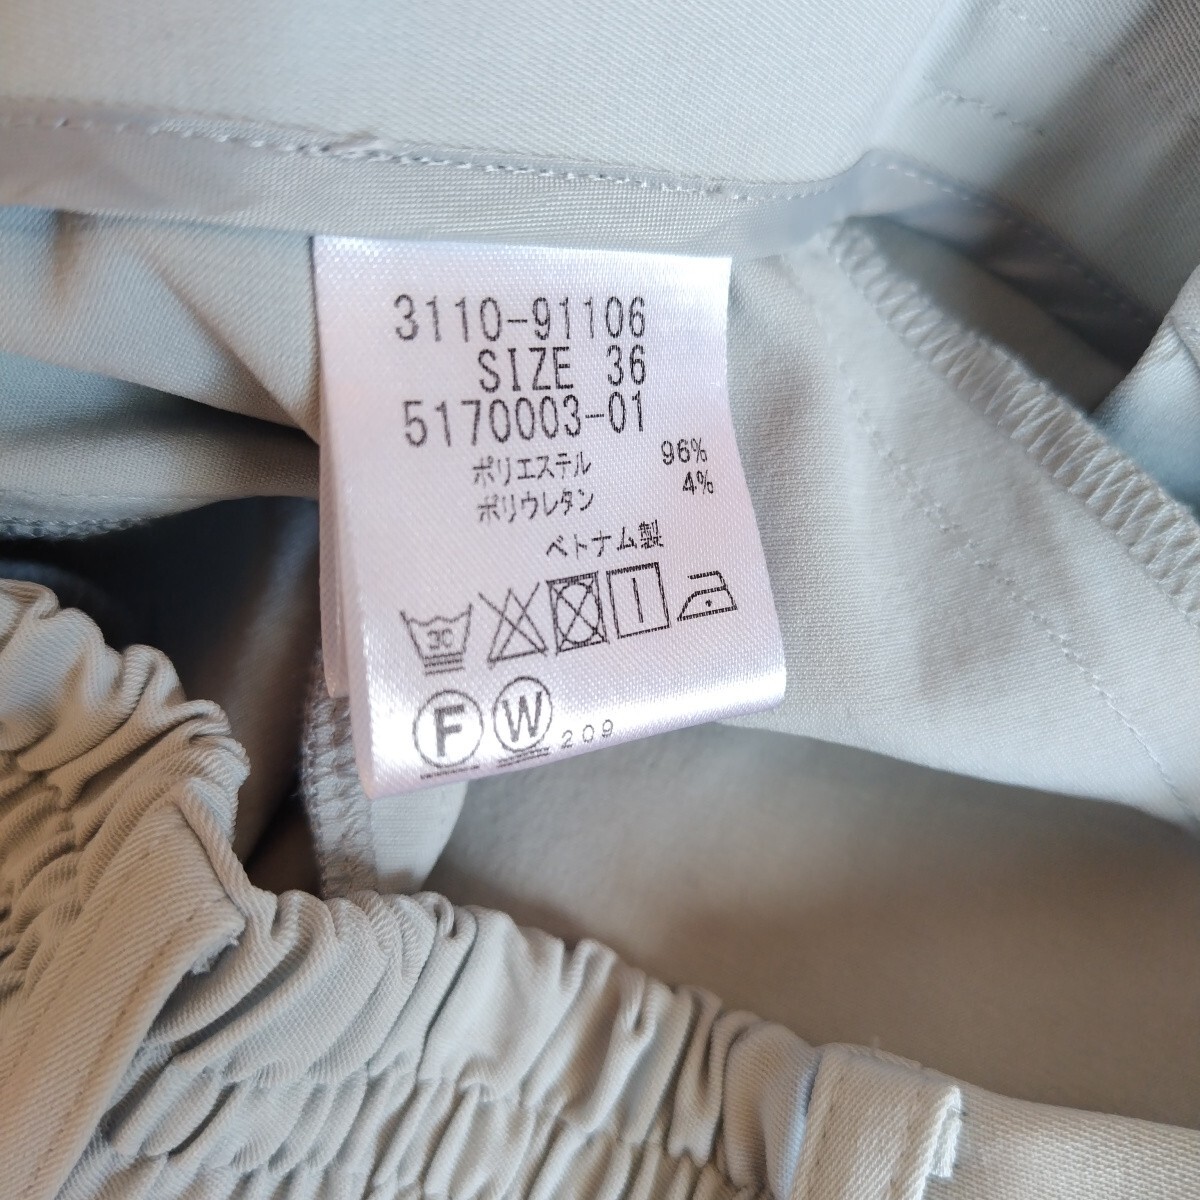 3110-91106
SIZE 36
5170003-01
ポリエステル 96%
ポリウレタン 4%
ベトナム製
30
F W 209